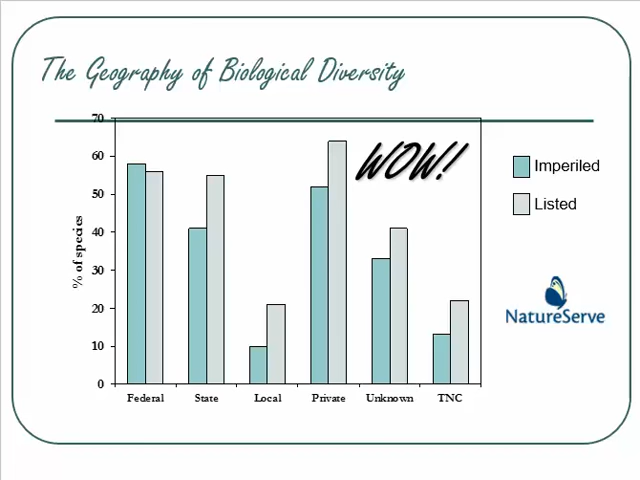 The Geography of Biological Diversity
WOW!
70
60
50
40
30
20
10
0
% of species
Federal State Local Private Unknown TNC
Imperiled
Listed
NatureServe